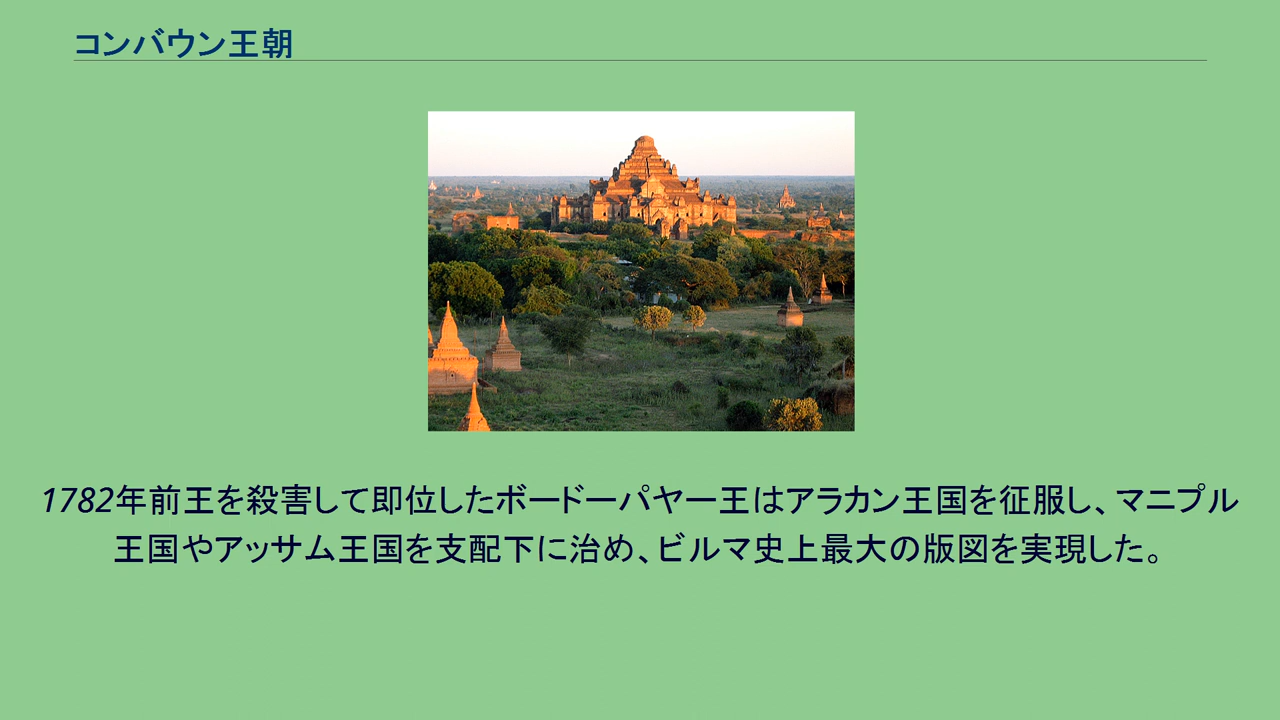 コンバウン王朝
1782年前王を殺害して即位したボードーパヤー王はアラカン王国を征服し、マニプル
王国やアッサム王国を支配下に治め、ビルマ史上最大の版図を実現した。